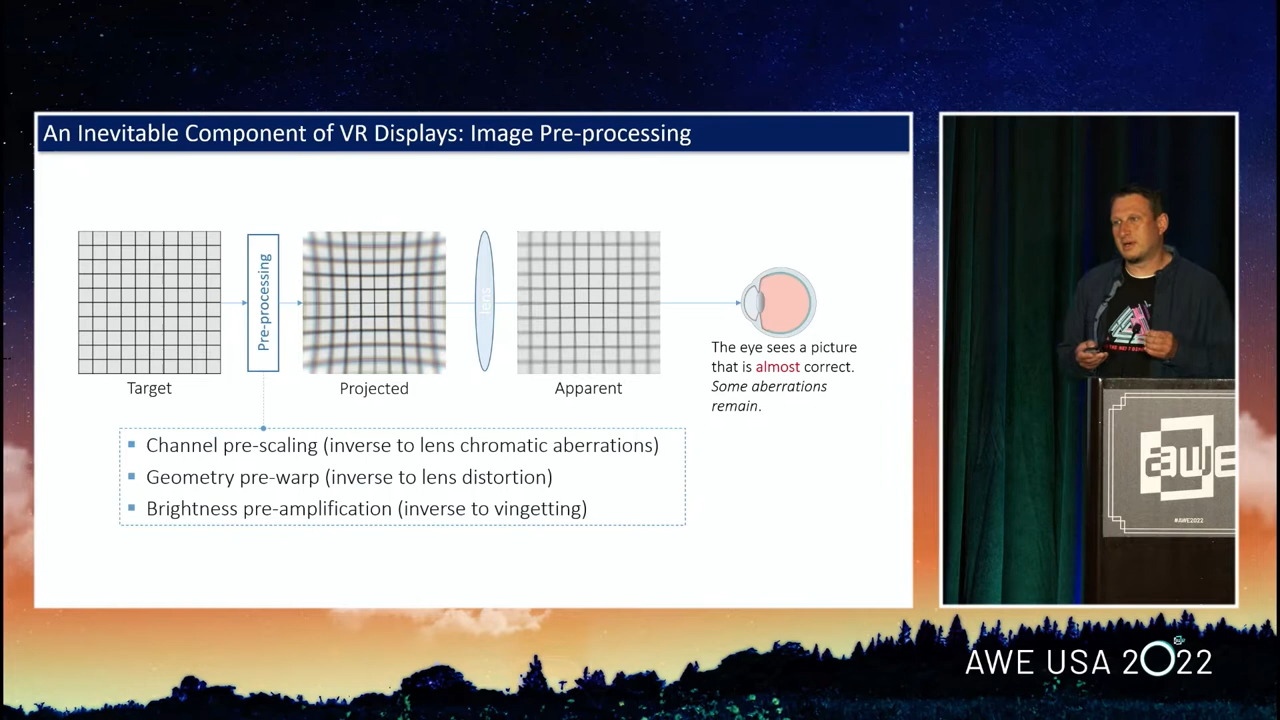 An Inevitable Component of VR Displays: Image Pre-processing
Pre-processing
lens
Target
Projected
Apparent
The eye sees a picture
that is almost correct.
Some aberrations
remain.
Channel pre-scaling (inverse to lens chromatic aberrations)
Geometry pre-warp (inverse to lens distortion)
Brightness pre-amplification (inverse to vingetting)
awe
#AWE2022
AWE USA 2022